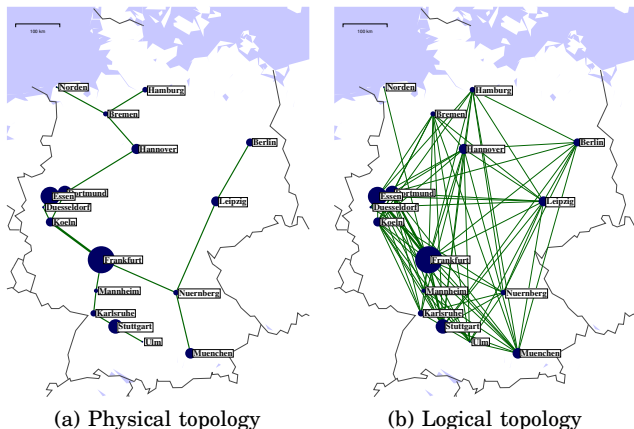 100 km
Norden
Hamburg
Bremen
Hannover
Berlin
Dortmund
Essen
Duesseldorf
Koeln
Leipzig
Frankfurt
Mannheim
Nuernberg
Karlsruhe
Stuttgart
Ulm
Muenchen
(a) Physical topology
100 km
Norden
Hamburg
Bremen
Hannover
Berlin
Dortmund
Essen
Duesseldorf
Koeln
Leipzig
Frankfurt
Mannheim
Nuernberg
Karlsruhe
Stuttgart
Ulm
Muenchen
(b) Logical topology